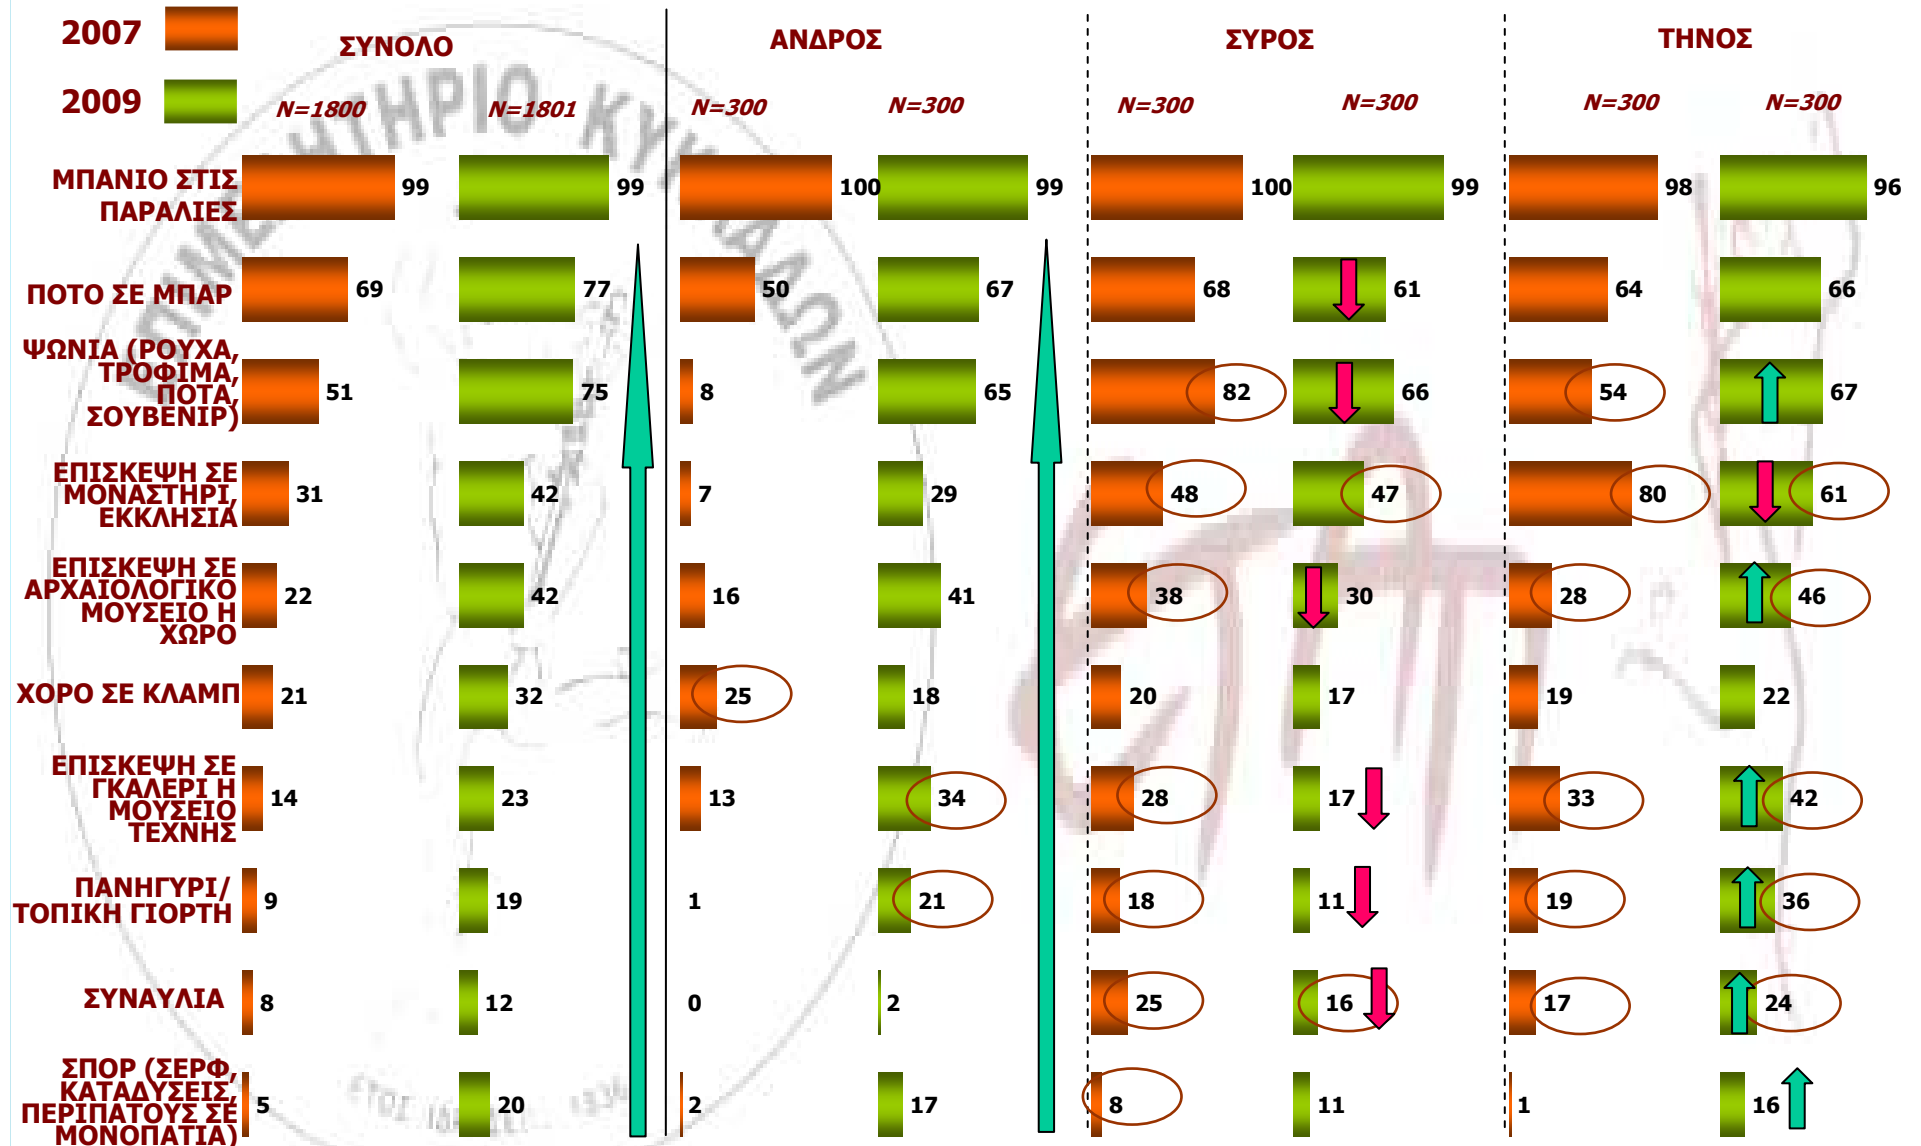 2007
2009
ΣΥΝΟΛΟ
ΑΝΔΡΟΣ
ΣΥΡΟΣ
ΤΗΝΟΣ
N=1800
N=1801
N=300
N=300
N=300
N=300
N=300
N=300
ΜΠΑΝΙΟ ΣΤΙΣ
ΠΑΡΑΛΙΕΣ
99 99 100 99 100 99 98 96
ΠΟΤΟ ΣΕ ΜΠΑΡ
69 77 50 67 68 61 64 66
ΨΩΝΙΑ (ΡΟΥΧΑ,
ΤΡΟΦΙΜΑ,
ΠΟΤΑ,
ΣΟΥΒΕΝΙΡ)
51 75 8 65 82 66 54 67
ΕΠΙΣΚΕΨΗ ΣΕ
ΜΟΝΑΣΤΗΡΙ,
ΕΚΚΛΗΣΙΑ
31 42 7 29 48 47 80 61
ΕΠΙΣΚΕΨΗ ΣΕ
ΑΡΧΑΙΟΛΟΓΙΚΟ
ΜΟΥΣΕΙΟ Η
ΧΩΡΟ
22 42 16 41 38 30 28 46
ΧΟΡΟ ΣΕ ΚΛΑΜΠ
21 32 25 18 20 17 19 22
ΕΠΙΣΚΕΨΗ ΣΕ
ΓΚΑΛΕΡΙ Η
ΜΟΥΣΕΙΟ
ΤΕΧΝΗΣ
14 23 13 34 28 17 33 42
ΠΑΝΗΓΥΡΙ/
ΤΟΠΙΚΗ ΓΙΟΡΤΗ
9 19 1 21 18 11 19 36
ΣΥΝΑΥΛΙΑ
8 12 0 2 25 16 17 24
ΣΠΟΡ (ΣΕΡΦ,
ΚΑΤΑΔΥΣΕΙΣ,
ΠΕΡΙΠΑΤΟΥΣ ΣΕ
ΜΟΝΟΠΑΤΙΑ)
5 20 2 17 8 11 1 16